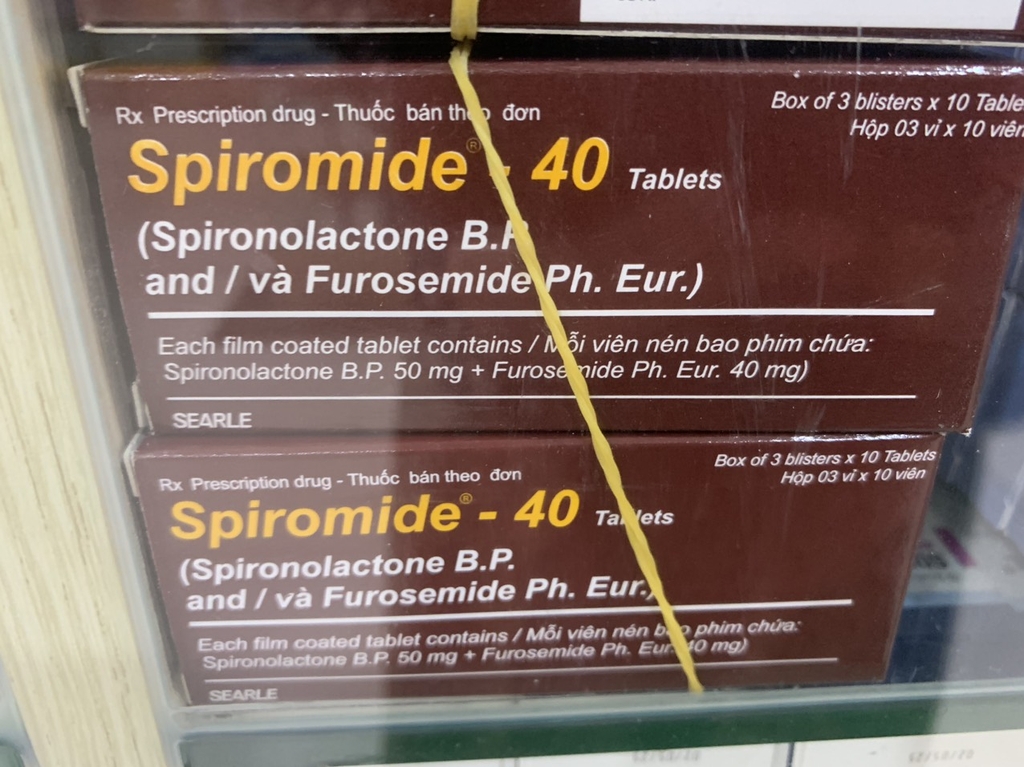 Rx Prescription drug - Thuốc bán theo đơn
Box of 3 blisters x 10 Table
Hộp 03 vỉ x 10 viên
Spiromide® - 40 Tablets
(Spironolactone B.P.
and / và Furosemide Ph. Eur.)
Each film coated tablet contains / Mỗi viên nén bao phim chứa:
Spironolactone B.P. 50 mg + Furosemide Ph. Eur. 40 mg)
SEARLE
Rx Prescription drug - Thuốc bán theo đơn
Box of 3 blisters x 10 Tablets
Hộp 03 vỉ x 10 viên
Spiromide® - 40 Tablets
(Spironolactone B.P.
and / và Furosemide Ph. Eur.)
Each film coated tablet contains / Mỗi viên nén bao phim chứa:
Spironolactone B.P. 50 mg + Furosemide Ph. Eur. 40 mg)
SEARLE